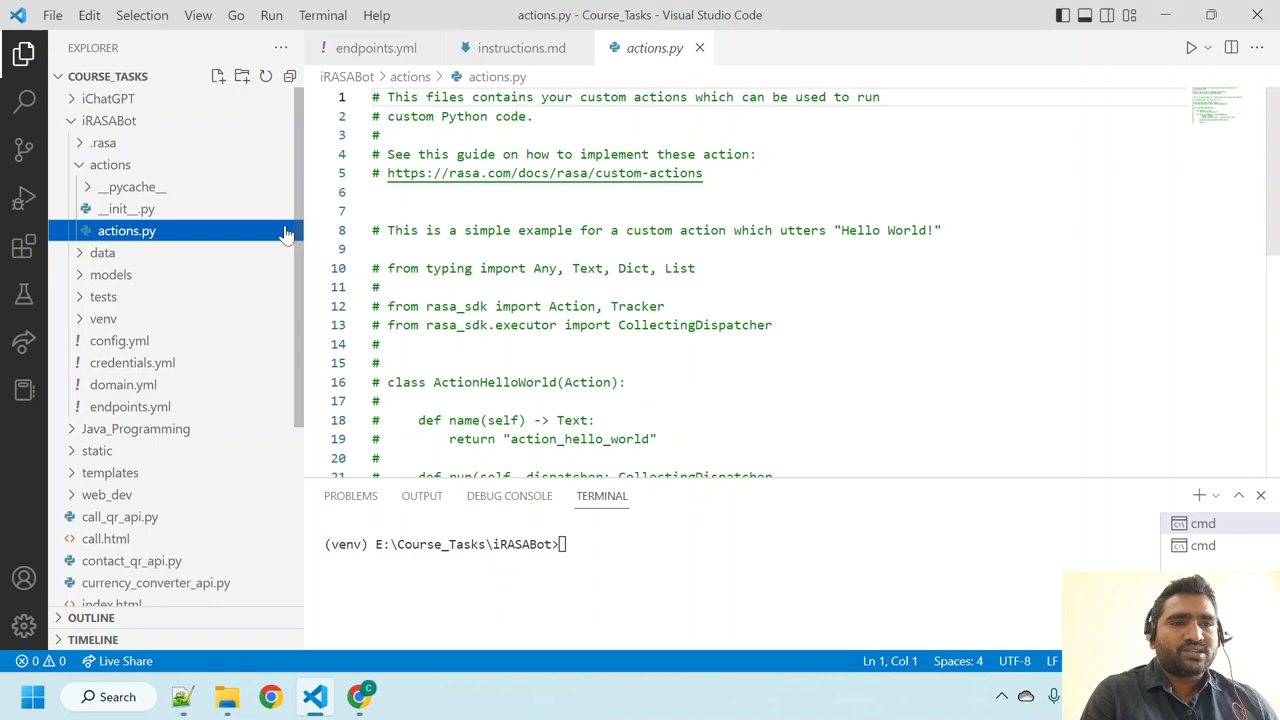 File Edit Selection View Go Run Terminal Help
actions.py - Course_Tasks - Visual Studio Code
EXPLORER
COURSE_TASKS
iChatGPT
iRASABot
.rasa
actions
__pycache__
__init__.py
actions.py
data
models
tests
venv
config.yml
credentials.yml
domain.yml
endpoints.yml
Java_Programming
static
templates
web_dev
call_qr_api.py
call.html
contact_qr_api.py
currency_converter_api.py
index.html
OUTLINE
TIMELINE
endpoints.yml instructions.md actions.py
iRASABot > actions > actions.py
1 # This files contains your custom actions which can be used to run
2 # custom Python code.
3 #
4 # See this guide on how to implement these action:
5 # https://rasa.com/docs/rasa/custom-actions
6
7
8 # This is a simple example for a custom action which utters "Hello World!"
9
10 # from typing import Any, Text, Dict, List
11 #
12 # from rasa_sdk import Action, Tracker
13 # from rasa_sdk.executor import CollectingDispatcher
14 #
15 #
16 # class ActionHelloWorld(Action):
17 #
18 # def name(self) -> Text:
19 # return "action_hello_world"
20 #
21 # def run(self, dispatcher: CollectingDispatcher
PROBLEMS OUTPUT DEBUG CONSOLE TERMINAL
(venv) E:\Course_Tasks\iRASABot>
cmd
cmd
0 0 Live Share
Ln 1, Col 1 Spaces: 4 UTF-8 LF
Search